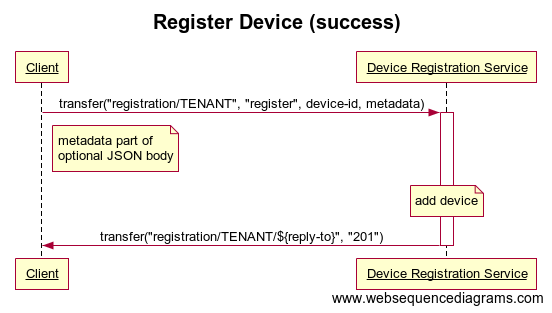 Register Device (success)
Client
Device Registration Service
transfer("registration/TENANT", "register", device-id, metadata)
metadata part of
optional JSON body
add device
transfer("registration/TENANT/${reply-to}", "201")
Client
Device Registration Service
www.websequencediagrams.com